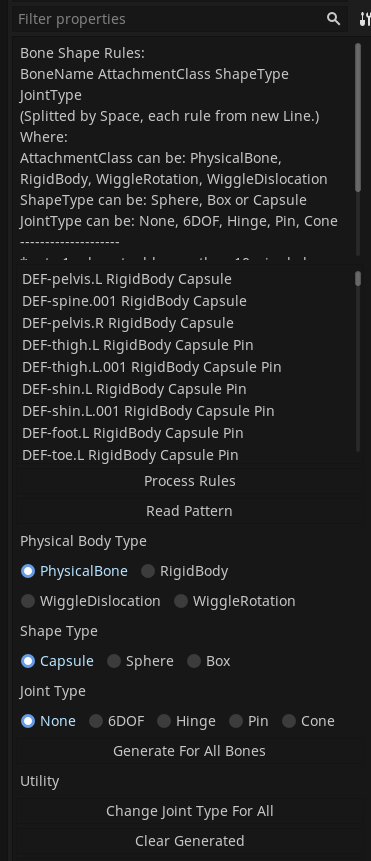 Filter properties
Bone Shape Rules:
BoneName AttachmentClass ShapeType
JointType
(Splitted by Space, each rule from new Line.)
Where:
AttachmentClass can be: PhysicalBone,
RigidBody, WiggleRotation, WiggleDislocation
ShapeType can be: Sphere, Box or Capsule
JointType can be: None, 6DOF, Hinge, Pin, Cone
--------------------
DEF-pelvis.L RigidBody Capsule
DEF-spine.001 RigidBody Capsule
DEF-pelvis.R RigidBody Capsule
DEF-thigh.L RigidBody Capsule Pin
DEF-thigh.L.001 RigidBody Capsule Pin
DEF-shin.L RigidBody Capsule Pin
DEF-shin.L.001 RigidBody Capsule Pin
DEF-foot.L RigidBody Capsule Pin
DEF-toe.L RigidBody Capsule Pin
Process Rules
Read Pattern
Physical Body Type
PhysicalBone RigidBody
WiggleDislocation WiggleRotation
Shape Type
Capsule Sphere Box
Joint Type
None 6DOF Hinge Pin Cone
Generate For All Bones
Utility
Change Joint Type For All
Clear Generated